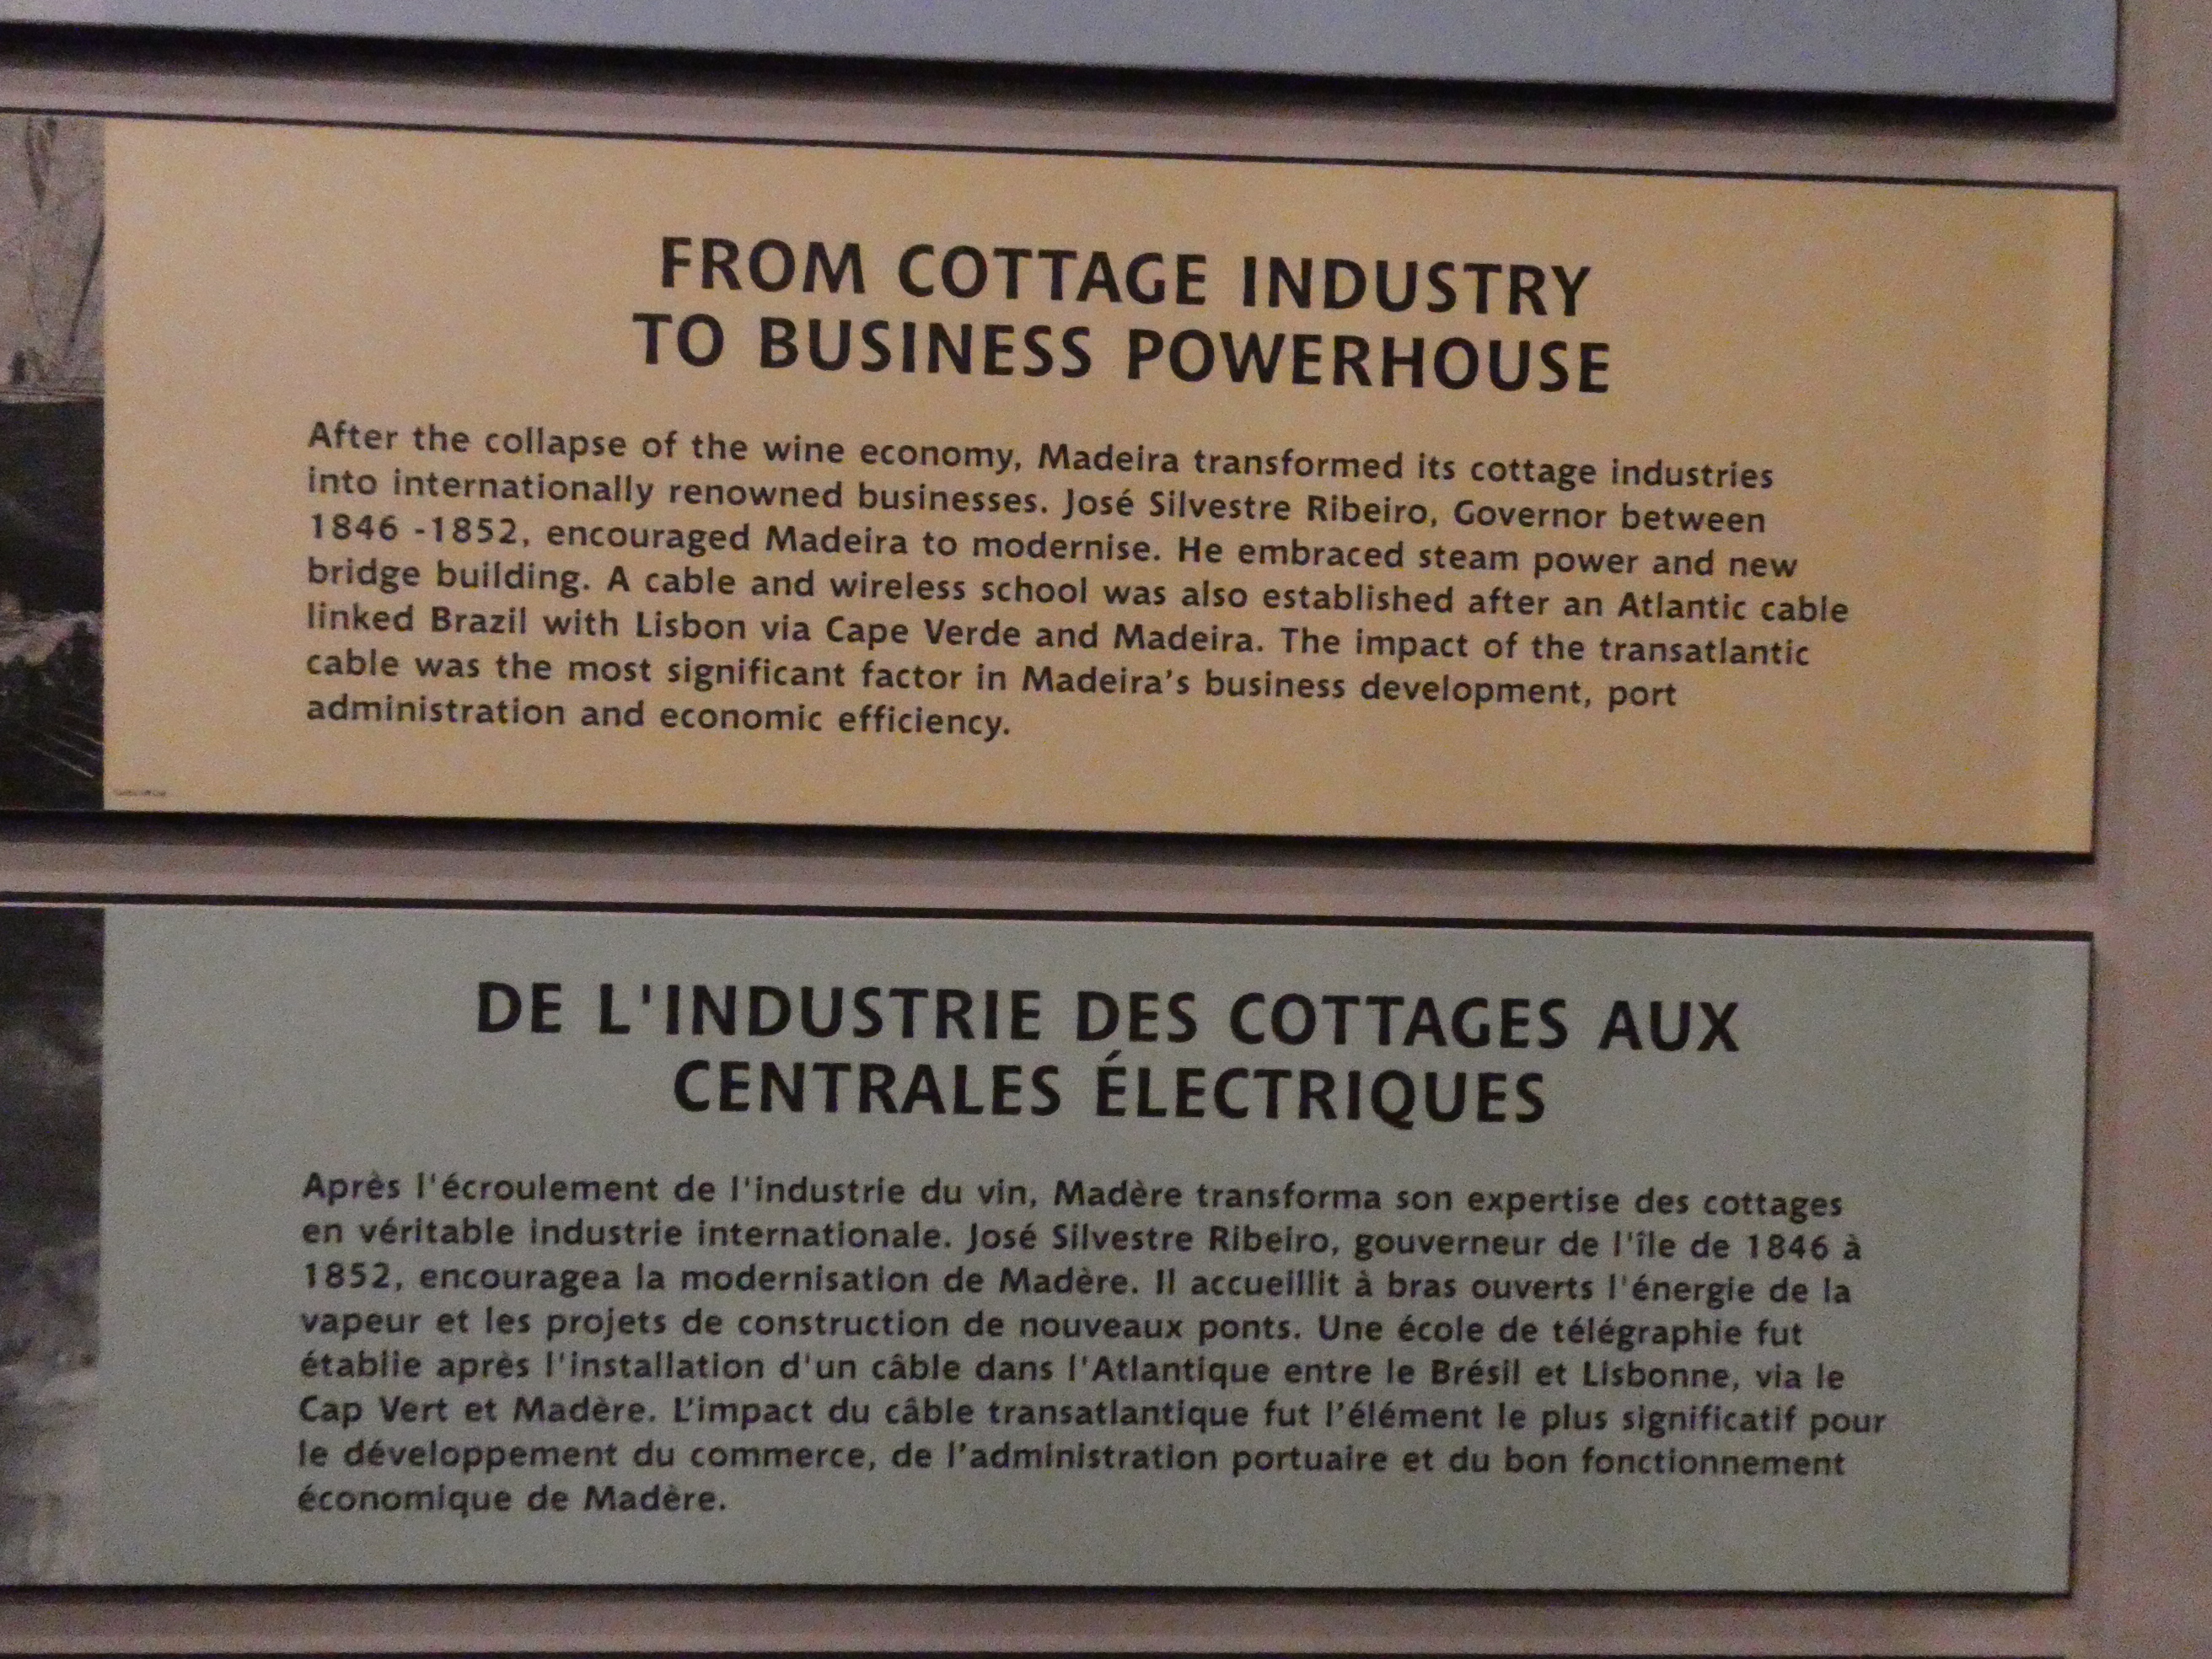 FROM COTTAGE INDUSTRY
TO BUSINESS POWERHOUSE
After the collapse of the wine economy, Madeira transformed its cottage industries
into internationally renowned businesses. José Silvestre Ribeiro, Governor between
1846 -1852, encouraged Madeira to modernise. He embraced steam power and new
bridge building. A cable and wireless school was also established after an Atlantic cable
linked Brazil with Lisbon via Cape Verde and Madeira. The impact of the transatlantic
cable was the most significant factor in Madeira's business development, port
administration and economic efficiency.
DE L'INDUSTRIE DES COTTAGES AUX
CENTRALES ÉLECTRIQUES
Après l'écroulement de l'industrie du vin, Madère transforma son expertise des cottages
en véritable industrie internationale. José Silvestre Ribeiro, gouverneur de l'île de 1846 à
1852, encouragea la modernisation de Madère. Il accueillit à bras ouverts l'énergie de la
vapeur et les projets de construction de nouveaux ponts. Une école de télégraphie fut
établie après l'installation d'un câble dans l'Atlantique entre le Brésil et Lisbonne, via le
Cap Vert et Madère. L'impact du câble transatlantique fut l'élément le plus significatif pour
le développement du commerce, de l'administration portuaire et du bon fonctionnement
économique de Madère.